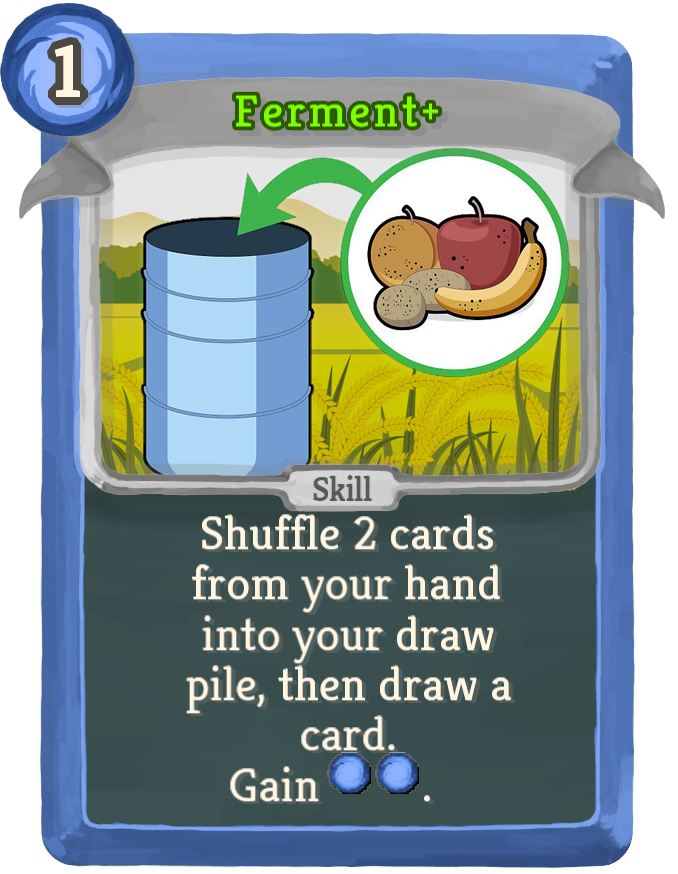 1
Ferment+
Skill
Shuffle 2 cards
from your hand
into your draw
pile, then draw a
card.
Gain .